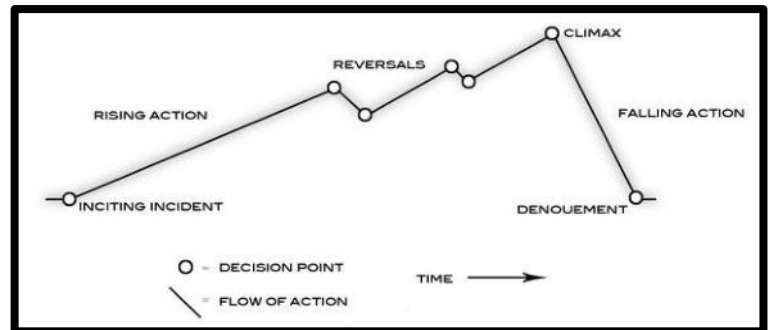 CLIMAX
REVERSALS
RISING ACTION
FALLING ACTION
INCITING INCIDENT
DENOUEMENT
= DECISION POINT
TIME
= FLOW OF ACTION